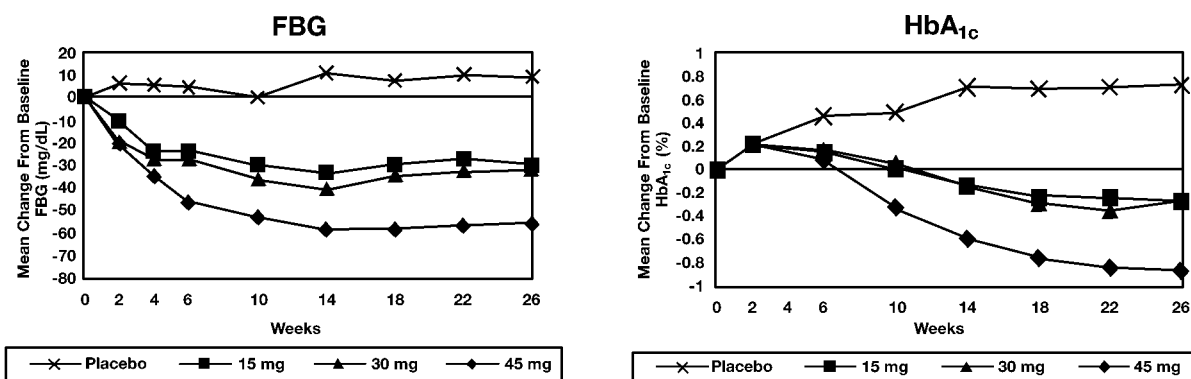 FBG
Mean Change From Baseline
FBG (mg/dL)
20
10
0
-10
-20
-30
-40
-50
-60
-70
-80
0 2 4 6 10 14 18 22 26
Weeks
Placebo 15 mg 30 mg 45 mg
HbA1c
Mean Change From Baseline
HbA1c (%)
1
0.8
0.6
0.4
0.2
0
-0.2
-0.4
-0.6
-0.8
-1
0 2 4 6 10 14 18 22 26
Weeks
Placebo 15 mg 30 mg 45 mg